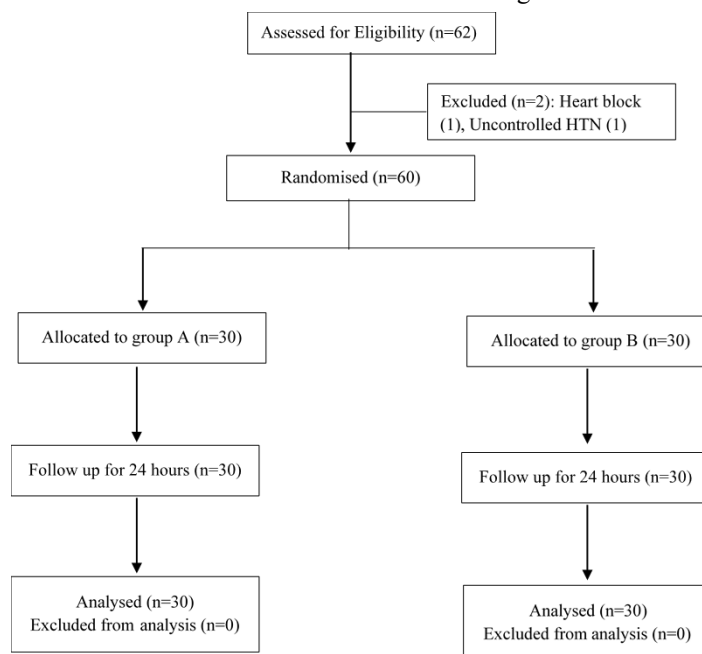 Assessed for Eligibility (n=62)
Excluded (n=2): Heart block
(1), Uncontrolled HTN (1)
Randomised (n=60)
Allocated to group A (n=30)
Allocated to group B (n=30)
Follow up for 24 hours (n=30)
Follow up for 24 hours (n=30)
Analysed (n=30)
Excluded from analysis (n=0)
Analysed (n=30)
Excluded from analysis (n=0)